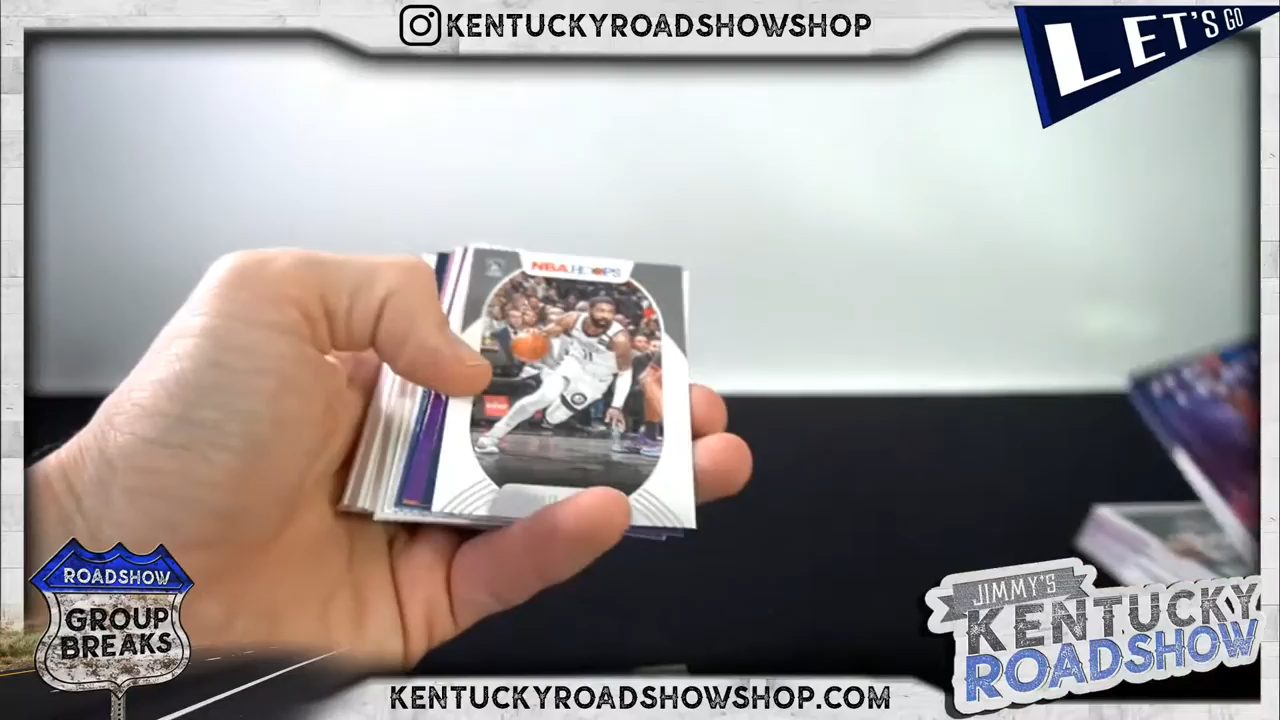 KENTUCKYROADSHOWSHOP
LET'S GO
NBA HOOPS
11
ROADSHOW
GROUP
BREAKS
JIMMY'S
KENTUCKY
ROADSHOW
KENTUCKYROADSHOWSHOP.COM